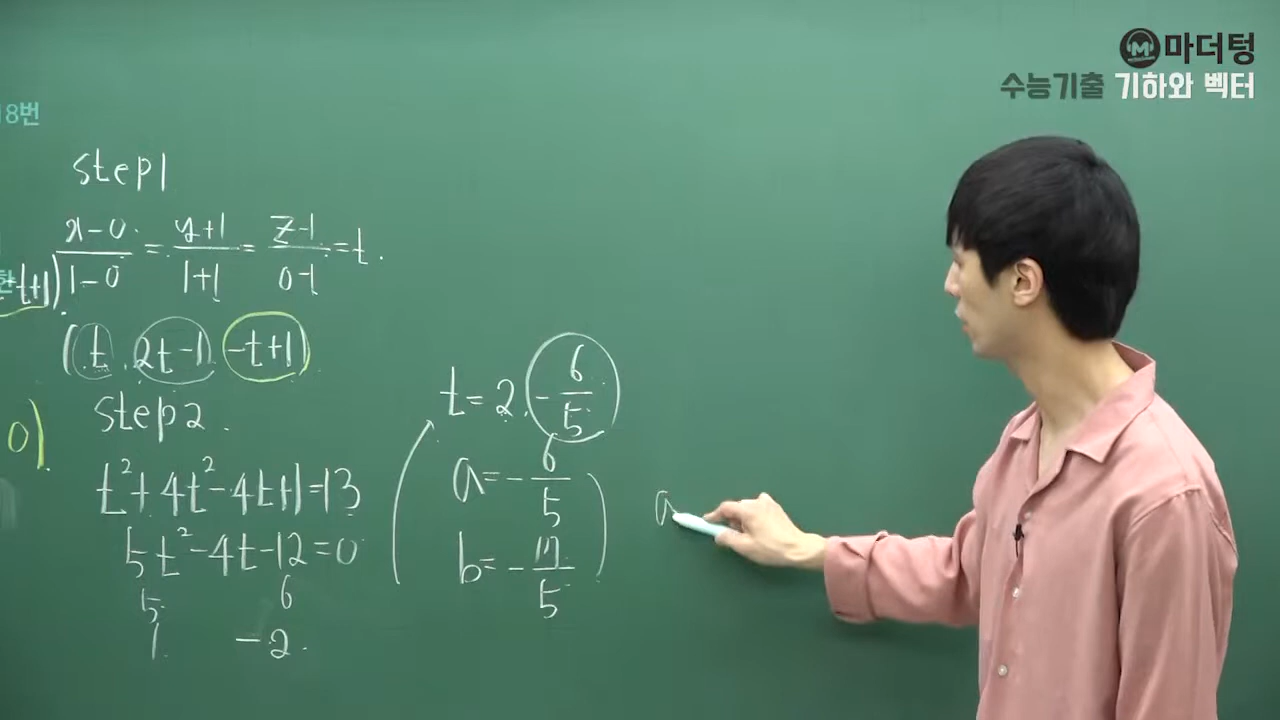 마더텅
수능기출 기하와 벡터
8번
step1
x-0/1-0 = y+1/1+1 = z-1/0-1 = t.
t+1)
(t, 2t-1, -t+1)
step2.
0)
t²+4t²-4t+1=13
5t²-4t-12=0
5 6
1 -2.
t=2, -6/5
a=-6/5
b=-17/5
a